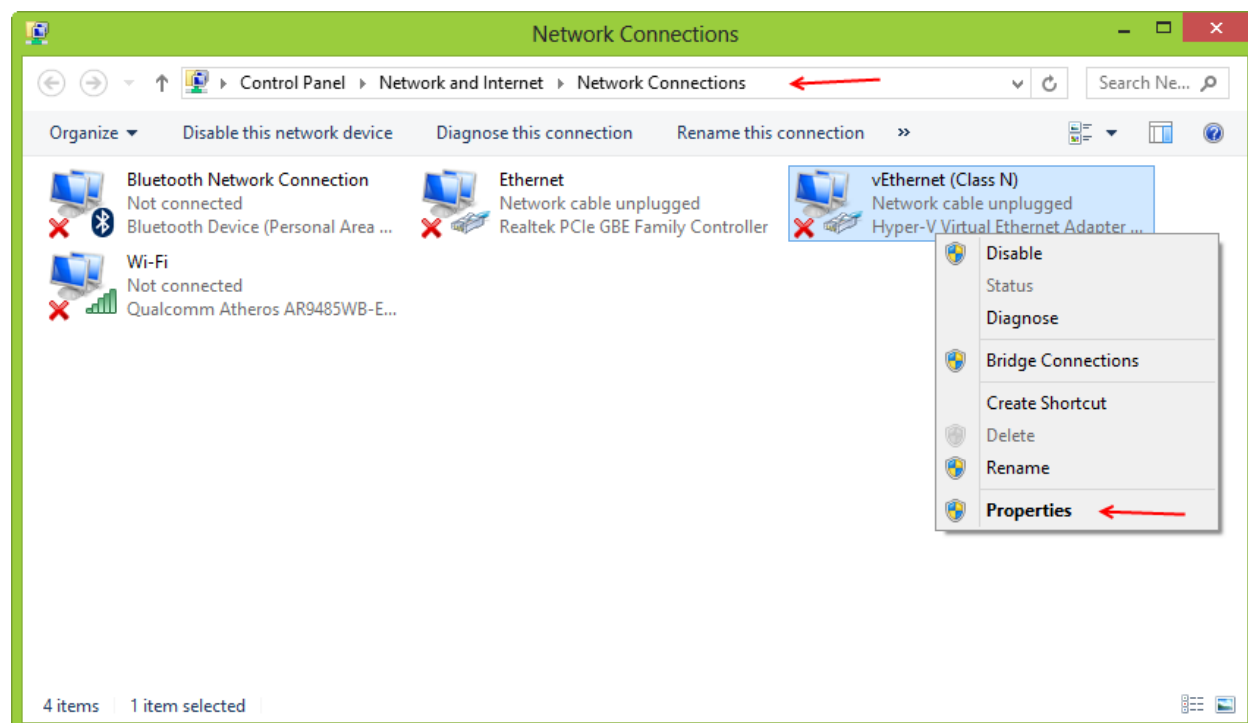 Network Connections
Control Panel Network and Internet Network Connections
Search Ne...
Organize Disable this network device Diagnose this connection Rename this connection »
Bluetooth Network Connection
Not connected
Bluetooth Device (Personal Area ...
Ethernet
Network cable unplugged
Realtek PCIe GBE Family Controller
vEthernet (Class N)
Network cable unplugged
Hyper-V Virtual Ethernet Adapter ...
Wi-Fi
Not connected
Qualcomm Atheros AR9485WB-E...
Disable
Status
Diagnose
Bridge Connections
Create Shortcut
Delete
Rename
Properties
4 items 1 item selected